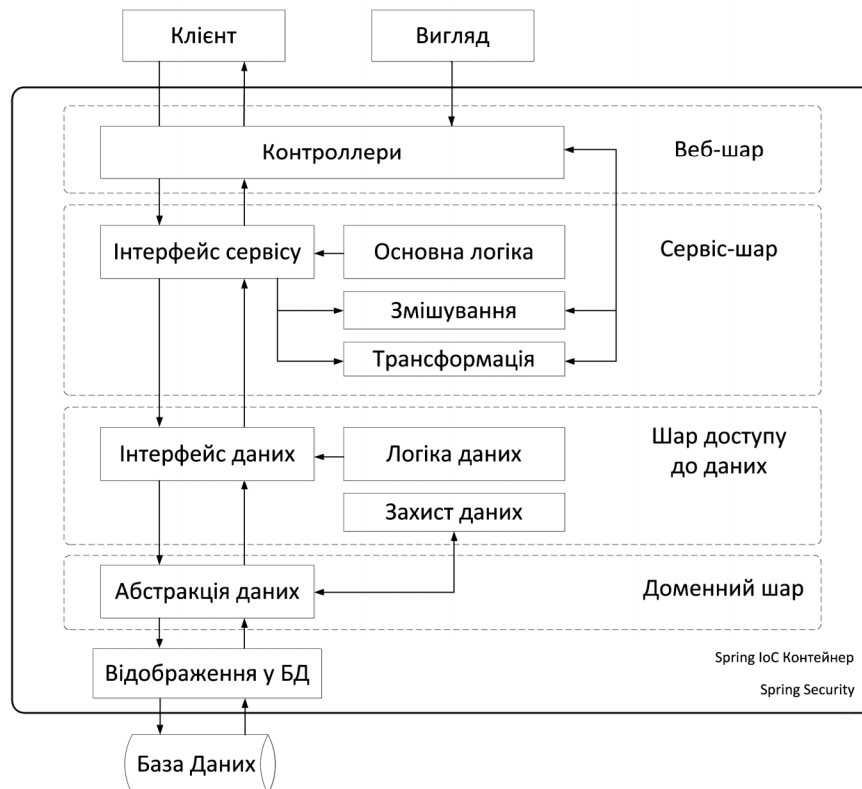 Клієнт
Вигляд
Контроллери
Веб-шар
Інтерфейс сервісу
Основна логіка
Сервіс-шар
Змішування
Трансформація
Інтерфейс даних
Логіка даних
Шар доступу
до даних
Захист даних
Абстракція даних
Доменний шар
Відображення у БД
Spring IoC Контейнер
Spring Security
База Даних